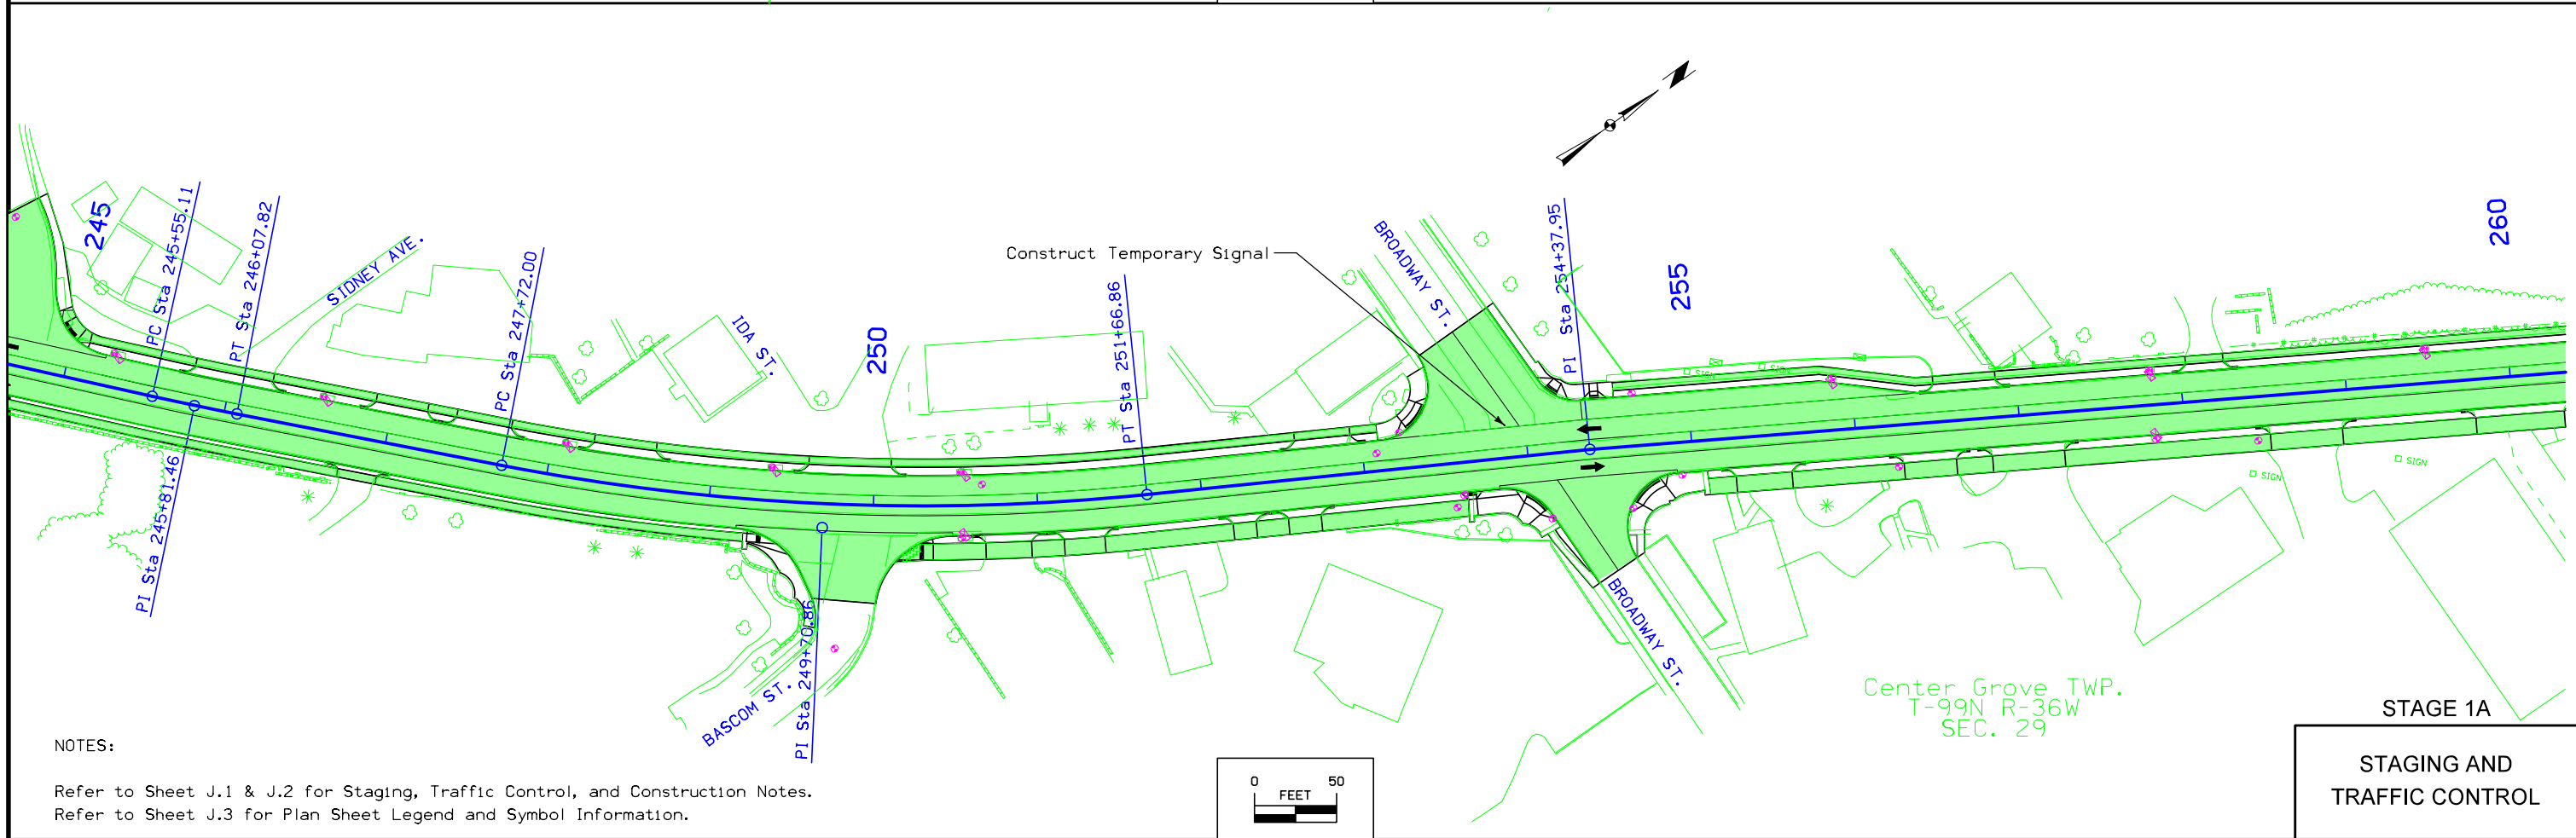 245
PC Sta 245+55.11
PT Sta 246+07.82
SIDNEY AVE.
PC Sta 247+72.00
IDA ST.
250
Construct Temporary Signal
PT Sta 251+66.86
BROADWAY ST.
PI Sta 254+37.95
255
SIGN
SIGN
260
PI Sta 245+81.46
BASCOM ST.
PI Sta 249+70.86
BROADWAY ST.
SIGN
SIGN
Center Grove TWP.
T-99N R-36W
SEC. 29
STAGE 1A
STAGING AND
TRAFFIC CONTROL
NOTES:
Refer to Sheet J.1 & J.2 for Staging, Traffic Control, and Construction Notes.
Refer to Sheet J.3 for Plan Sheet Legend and Symbol Information.
0 50
FEET